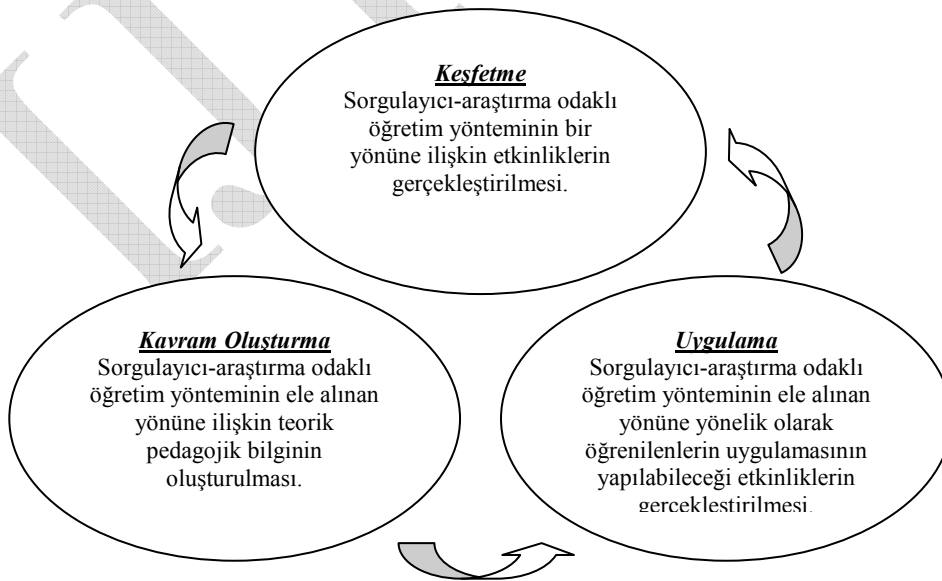 Keşfetme
Sorgulayıcı-araştırma odaklı
öğretim yönteminin bir
yönüne ilişkin etkinliklerin
gerçekleştirilmesi.
Kavram Oluşturma
Sorgulayıcı-araştırma odaklı
öğretim yönteminin ele alınan
yönüne ilişkin teorik
pedagojik bilginin
oluşturulması.
Uygulama
Sorgulayıcı-araştırma odaklı
öğretim yönteminin ele alınan
yönüne yönelik olarak
öğrenilenlerin uygulamasının
yapılabileceği etkinliklerin
gerçekleştirilmesi.